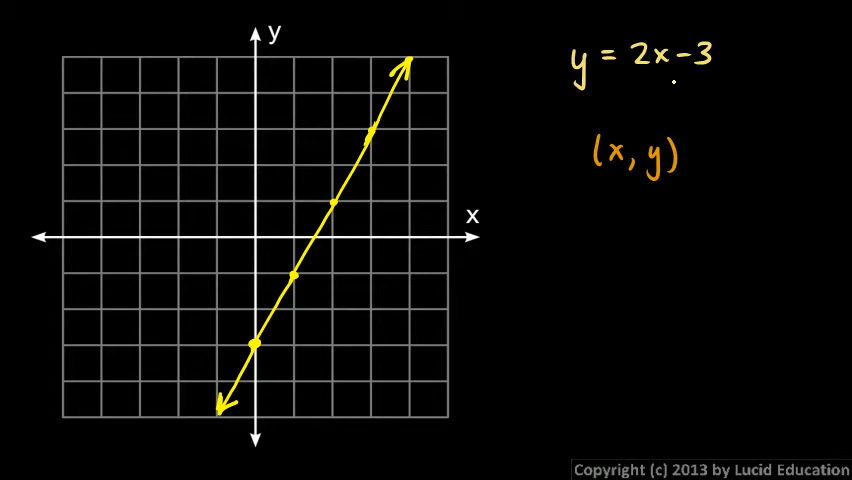 y
y = 2x - 3
(x, y)
x
Copyright (c) 2013 by Lucid Education